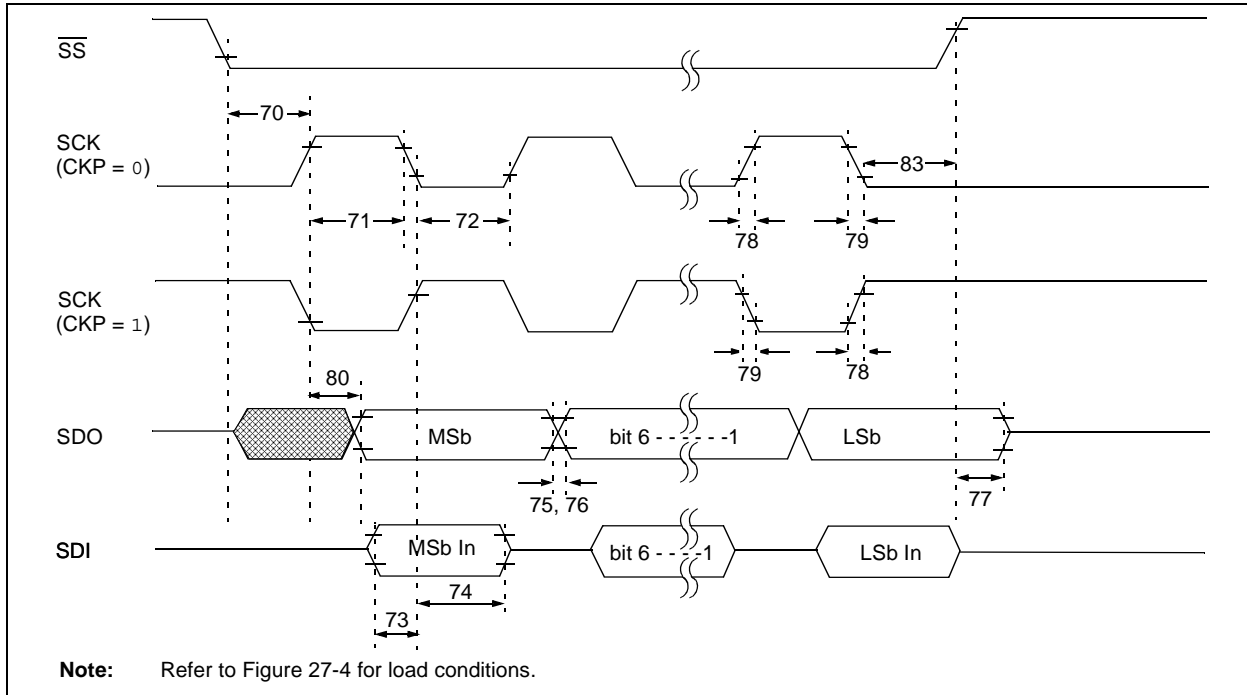 SS
70
SCK
(CKP = 0)
83
71
72
78
79
SCK
(CKP = 1)
79
78
80
SDO
MSb
bit 6 - - - - - -1
LSb
75, 76
77
SDI
MSb In
bit 6 - - - -1
LSb In
74
73
Note: Refer to Figure 27-4 for load conditions.